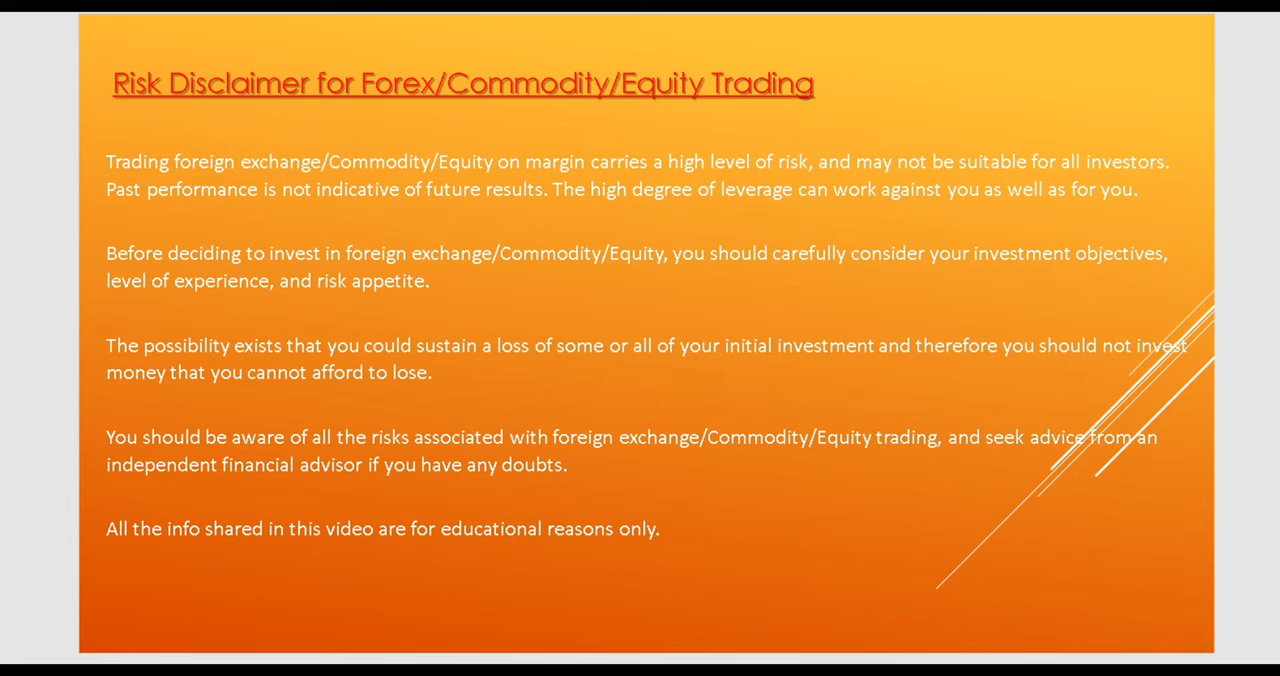 Risk Disclaimer for Forex/Commodity/Equity Trading
Trading foreign exchange/Commodity/Equity on margin carries a high level of risk, and may not be suitable for all investors.
Past performance is not indicative of future results. The high degree of leverage can work against you as well as for you.
Before deciding to invest in foreign exchange/Commodity/Equity, you should carefully consider your investment objectives,
level of experience, and risk appetite.
The possibility exists that you could sustain a loss of some or all of your initial investment and therefore you should not invest
money that you cannot afford to lose.
You should be aware of all the risks associated with foreign exchange/Commodity/Equity trading, and seek advice from an
independent financial advisor if you have any doubts.
All the info shared in this video are for educational reasons only.